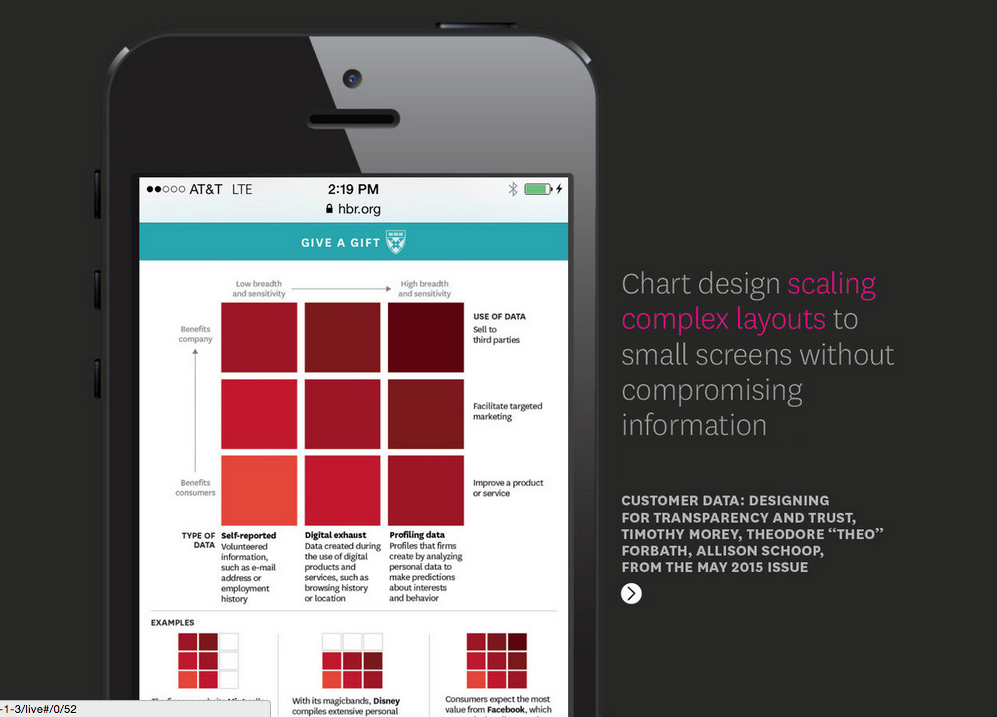 AT&T LTE 2:19 PM
hbr.org
GIVE A GIFT
Low breadth
and sensitivity
High breadth
and sensitivity
Benefits
company
Benefits
consumers
USE OF DATA
Sell to
third parties
Facilitate targeted
marketing
Improve a product
or service
TYPE OF
DATA
Self-reported
Volunteered
information,
such as e-mail
address or
employment
history
Digital exhaust
Data created during
the use of digital
products and
services, such as
browsing history
or location
Profiling data
Profiles that firms
create by analyzing
personal data to
make predictions
about interests
and behavior
EXAMPLES
With its magicbands, Disney
compiles extensive personal
Consumers expect the most
value from Facebook, which
Chart design scaling
complex layouts to
small screens without
compromising
information
CUSTOMER DATA: DESIGNING
FOR TRANSPARENCY AND TRUST,
TIMOTHY MOREY, THEODORE “THEO”
FORBATH, ALLISON SCHOOP,
FROM THE MAY 2015 ISSUE
-1-3/live#/0/52